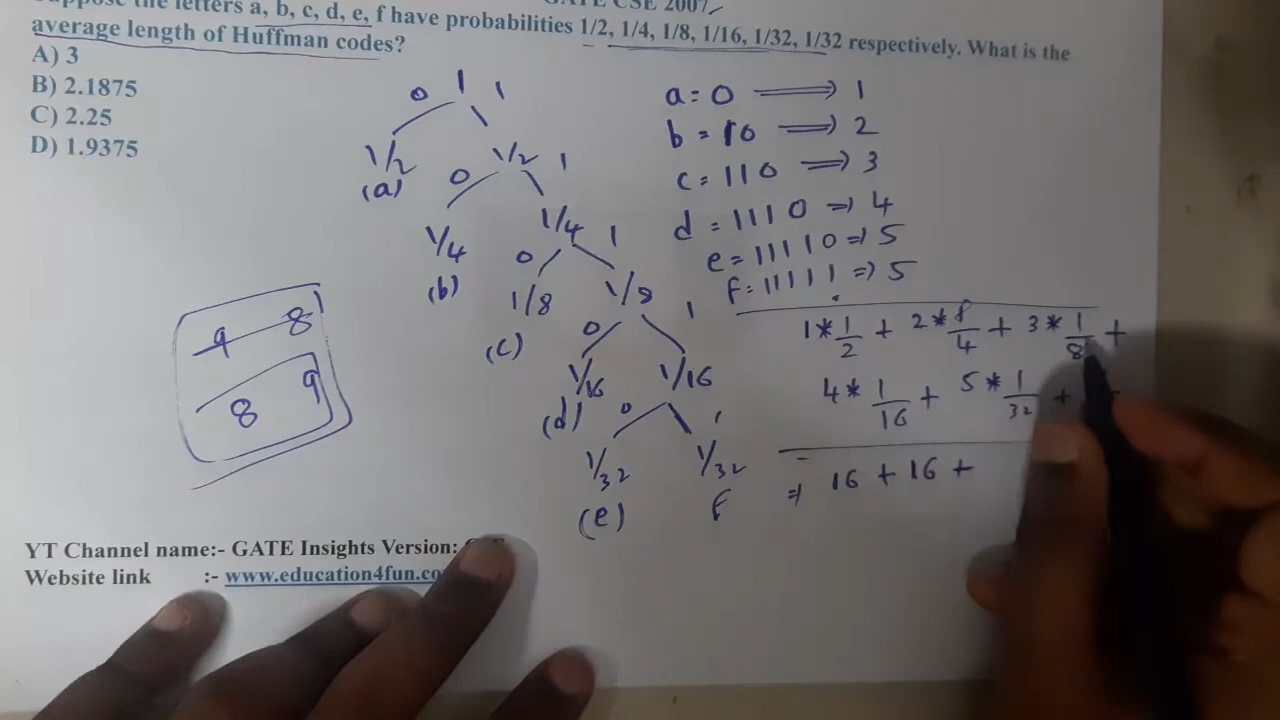 the letters a, b, c, d, e, f have probabilities 1/2, 1/4, 1/8, 1/16, 1/32, 1/32 respectively. What is the
average length of Huffman codes?
A) 3
B) 2.1875
C) 2.25
D) 1.9375
1
0 1
1/2 1/2
(a)
0 1
1/4 1/4
(b)
0 1
1/8 1/8
(c)
0 1
1/16 1/16
(d)
0 1
1/32 1/32
(e) f
a = 0 ⇒ 1
b = 10 ⇒ 2
c = 110 ⇒ 3
d = 1110 ⇒ 4
e = 11110 ⇒ 5
f = 11111 ⇒ 5
1*1/2 + 2*8/4 + 3*1/8 +
4*1/16 + 5*1/32 +
⇒ 16 + 16 +
9 8
8 9
YT Channel name:- GATE Insights Version:
Website link :- www.education4fun.co